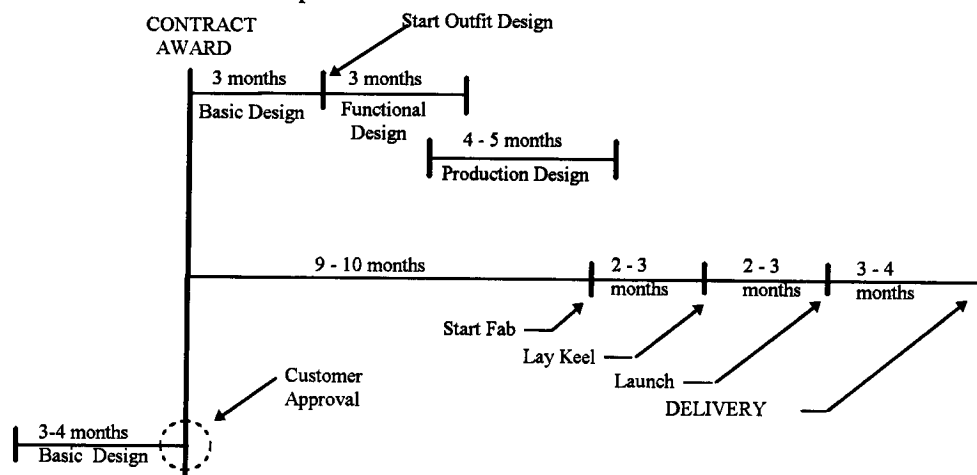 Start Outfit Design
CONTRACT
AWARD
3 months
3 months
Basic Design
Functional
Design
4 - 5 months
Production Design
9 - 10 months
2 - 3
months
2 - 3
months
3 - 4
months
Start Fab
Lay Keel
Launch
DELIVERY
Customer
Approval
3-4 months
Basic Design